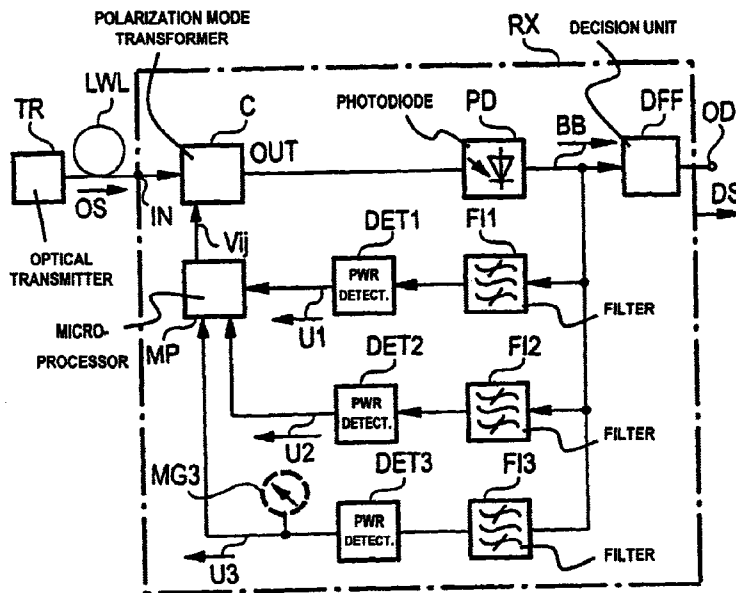 POLARIZATION MODE
TRANSFORMER
RX
DECISION UNIT
LWL
TR
C
PHOTODIODE
PD
BB
DFF
OD
OUT
OS
IN
DS
OPTICAL
TRANSMITTER
Vij
DET1
FI1
PWR
DETECT.
FILTER
U1
MICRO-
PROCESSOR
MP
DET2
FI2
PWR
DETECT.
FILTER
U2
MG3
DET3
FI3
PWR
DETECT.
FILTER
U3